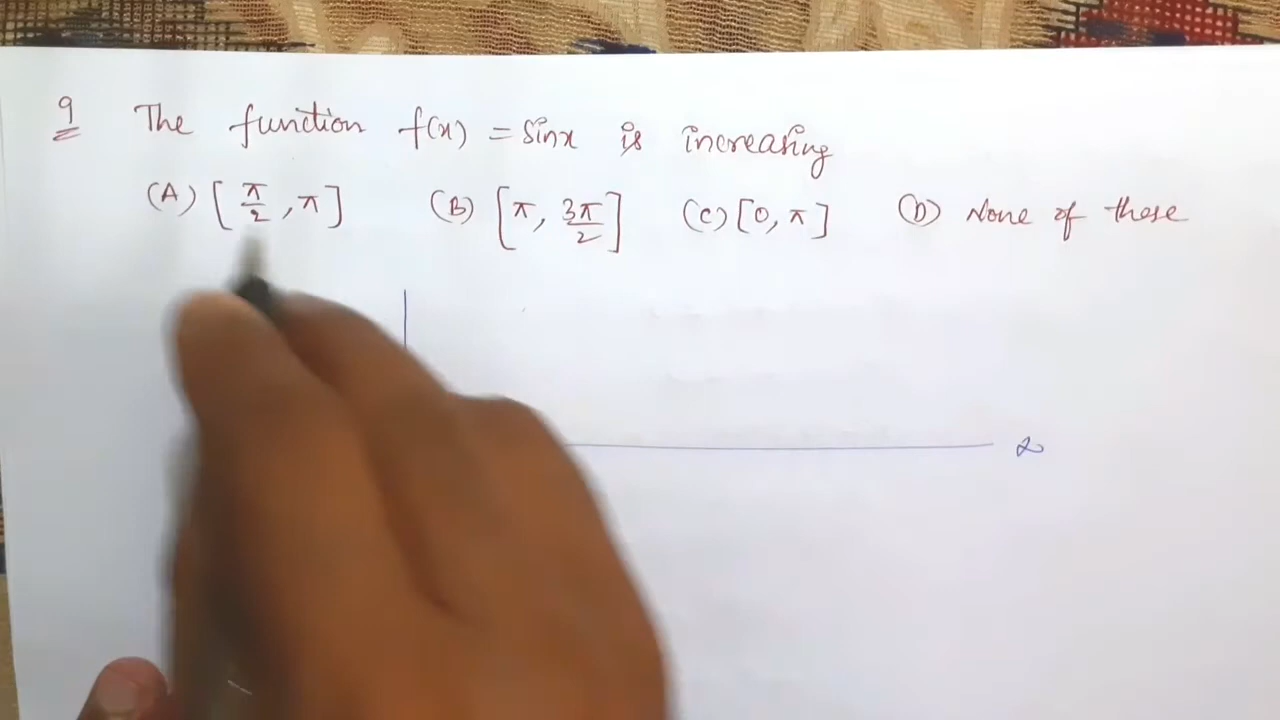 9 The function f(x) = sinx is increasing
(A) [π/2, π] (B) [π, 3π/2] (C) [0, π] (D) None of these